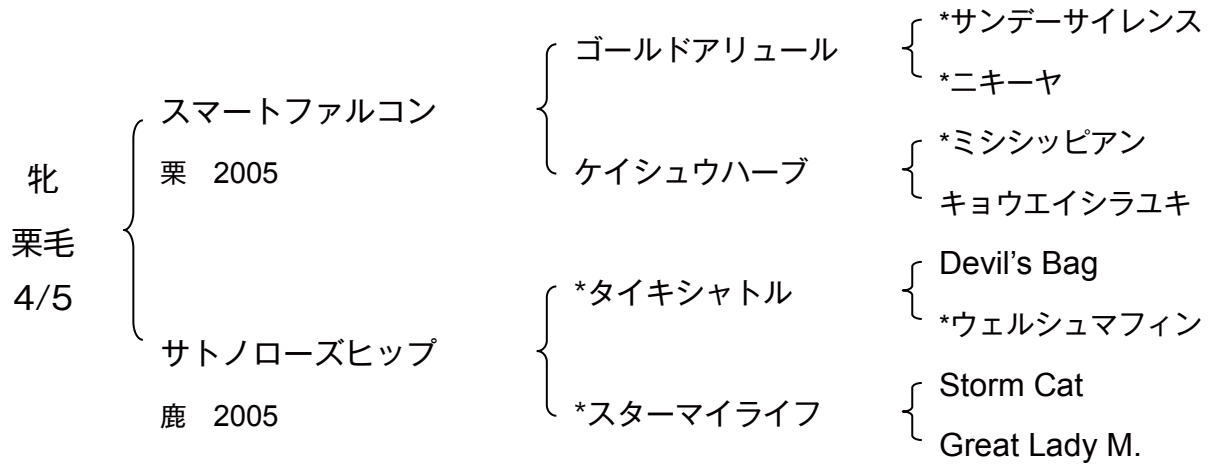 牝
栗毛
4/5
スマートファルコン
栗　2005
サトノローズヒップ
鹿　2005
ゴールドアリュール
ケイシュウハーブ
*タイキシャトル
*スターマイライフ
*サンデーサイレンス
*ニキーヤ
*ミシシッピアン
キョウエイシラユキ
Devil’s Bag
*ウェルシュマフィン
Storm Cat
Great Lady M.